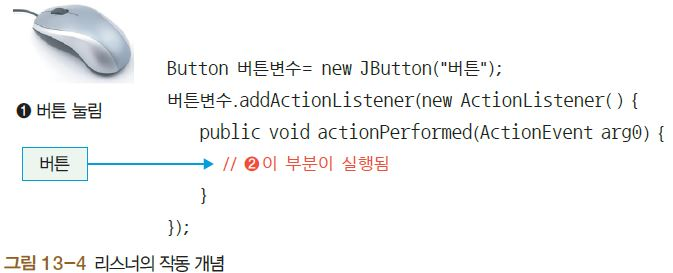 Button 버튼변수= new JButton("버튼");
버튼변수.addActionListener(new ActionListener() {
❶ 버튼 눌림
public void actionPerformed(ActionEvent arg0) {
버튼
// ❷이 부분이 실행됨
}
});
그림 13-4 리스너의 작동 개념